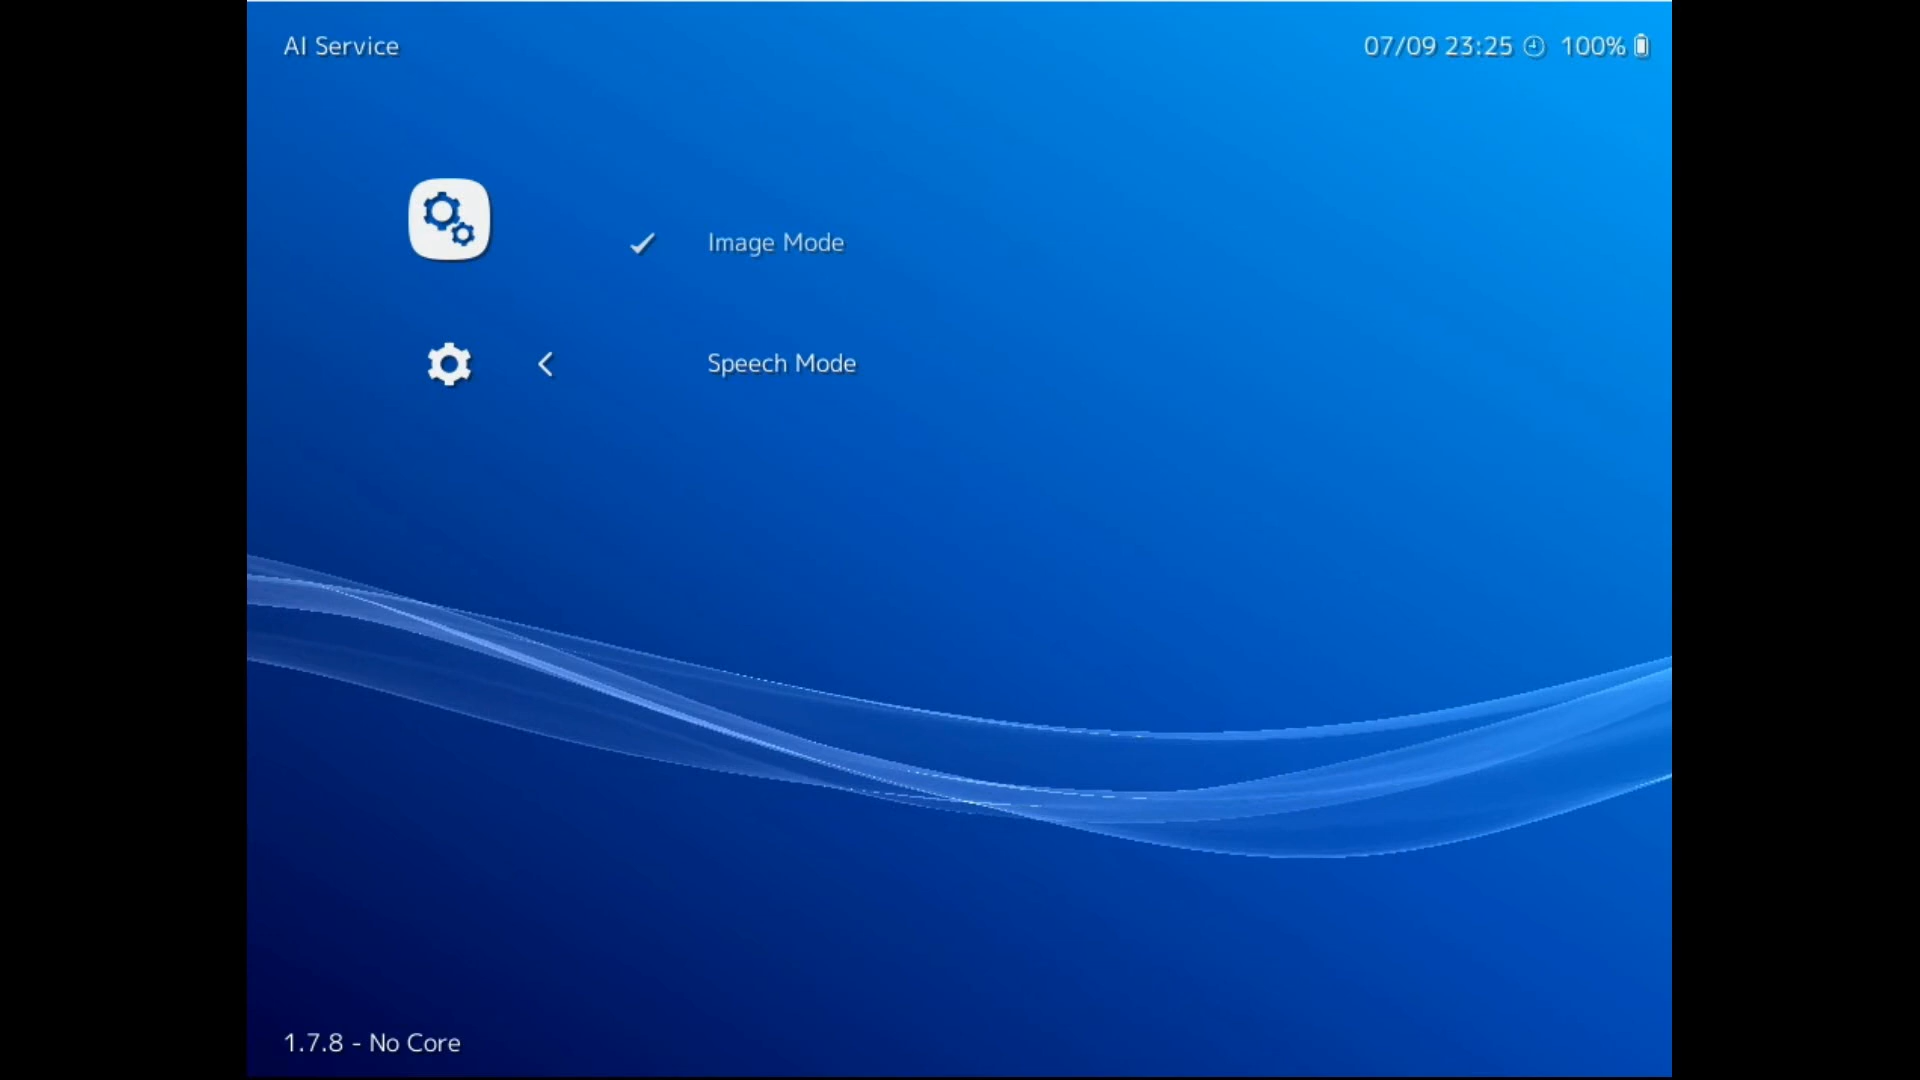 AI Service
07/09 23:25 100%
Image Mode
Speech Mode
1.7.8 - No Core